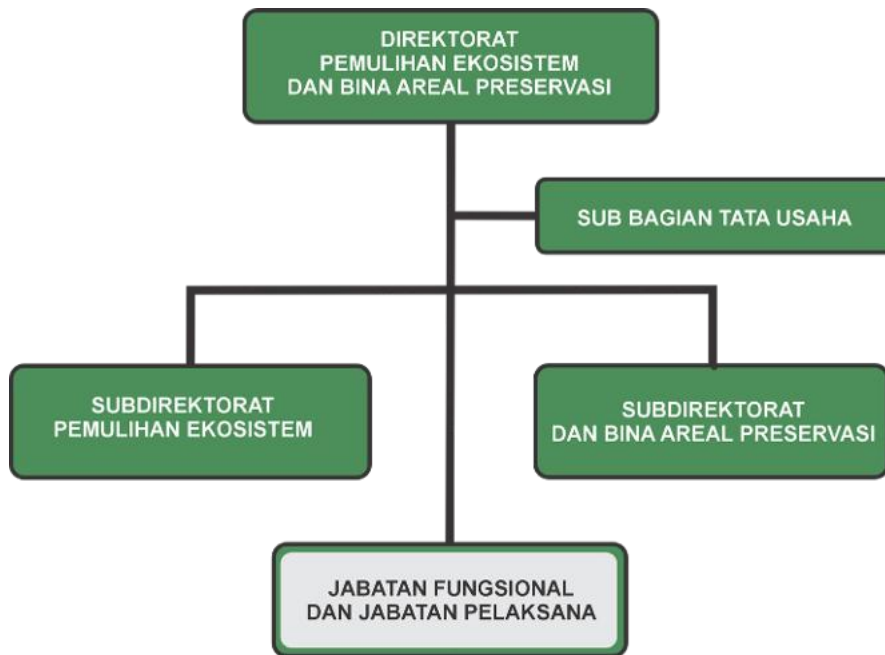 DIREKTORAT
PEMULIHAN EKOSISTEM
DAN BINA AREAL PRESERVASI
SUB BAGIAN TATA USAHA
SUBDIREKTORAT
PEMULIHAN EKOSISTEM
SUBDIREKTORAT
DAN BINA AREAL PRESERVASI
JABATAN FUNGSIONAL
DAN JABATAN PELAKSANA